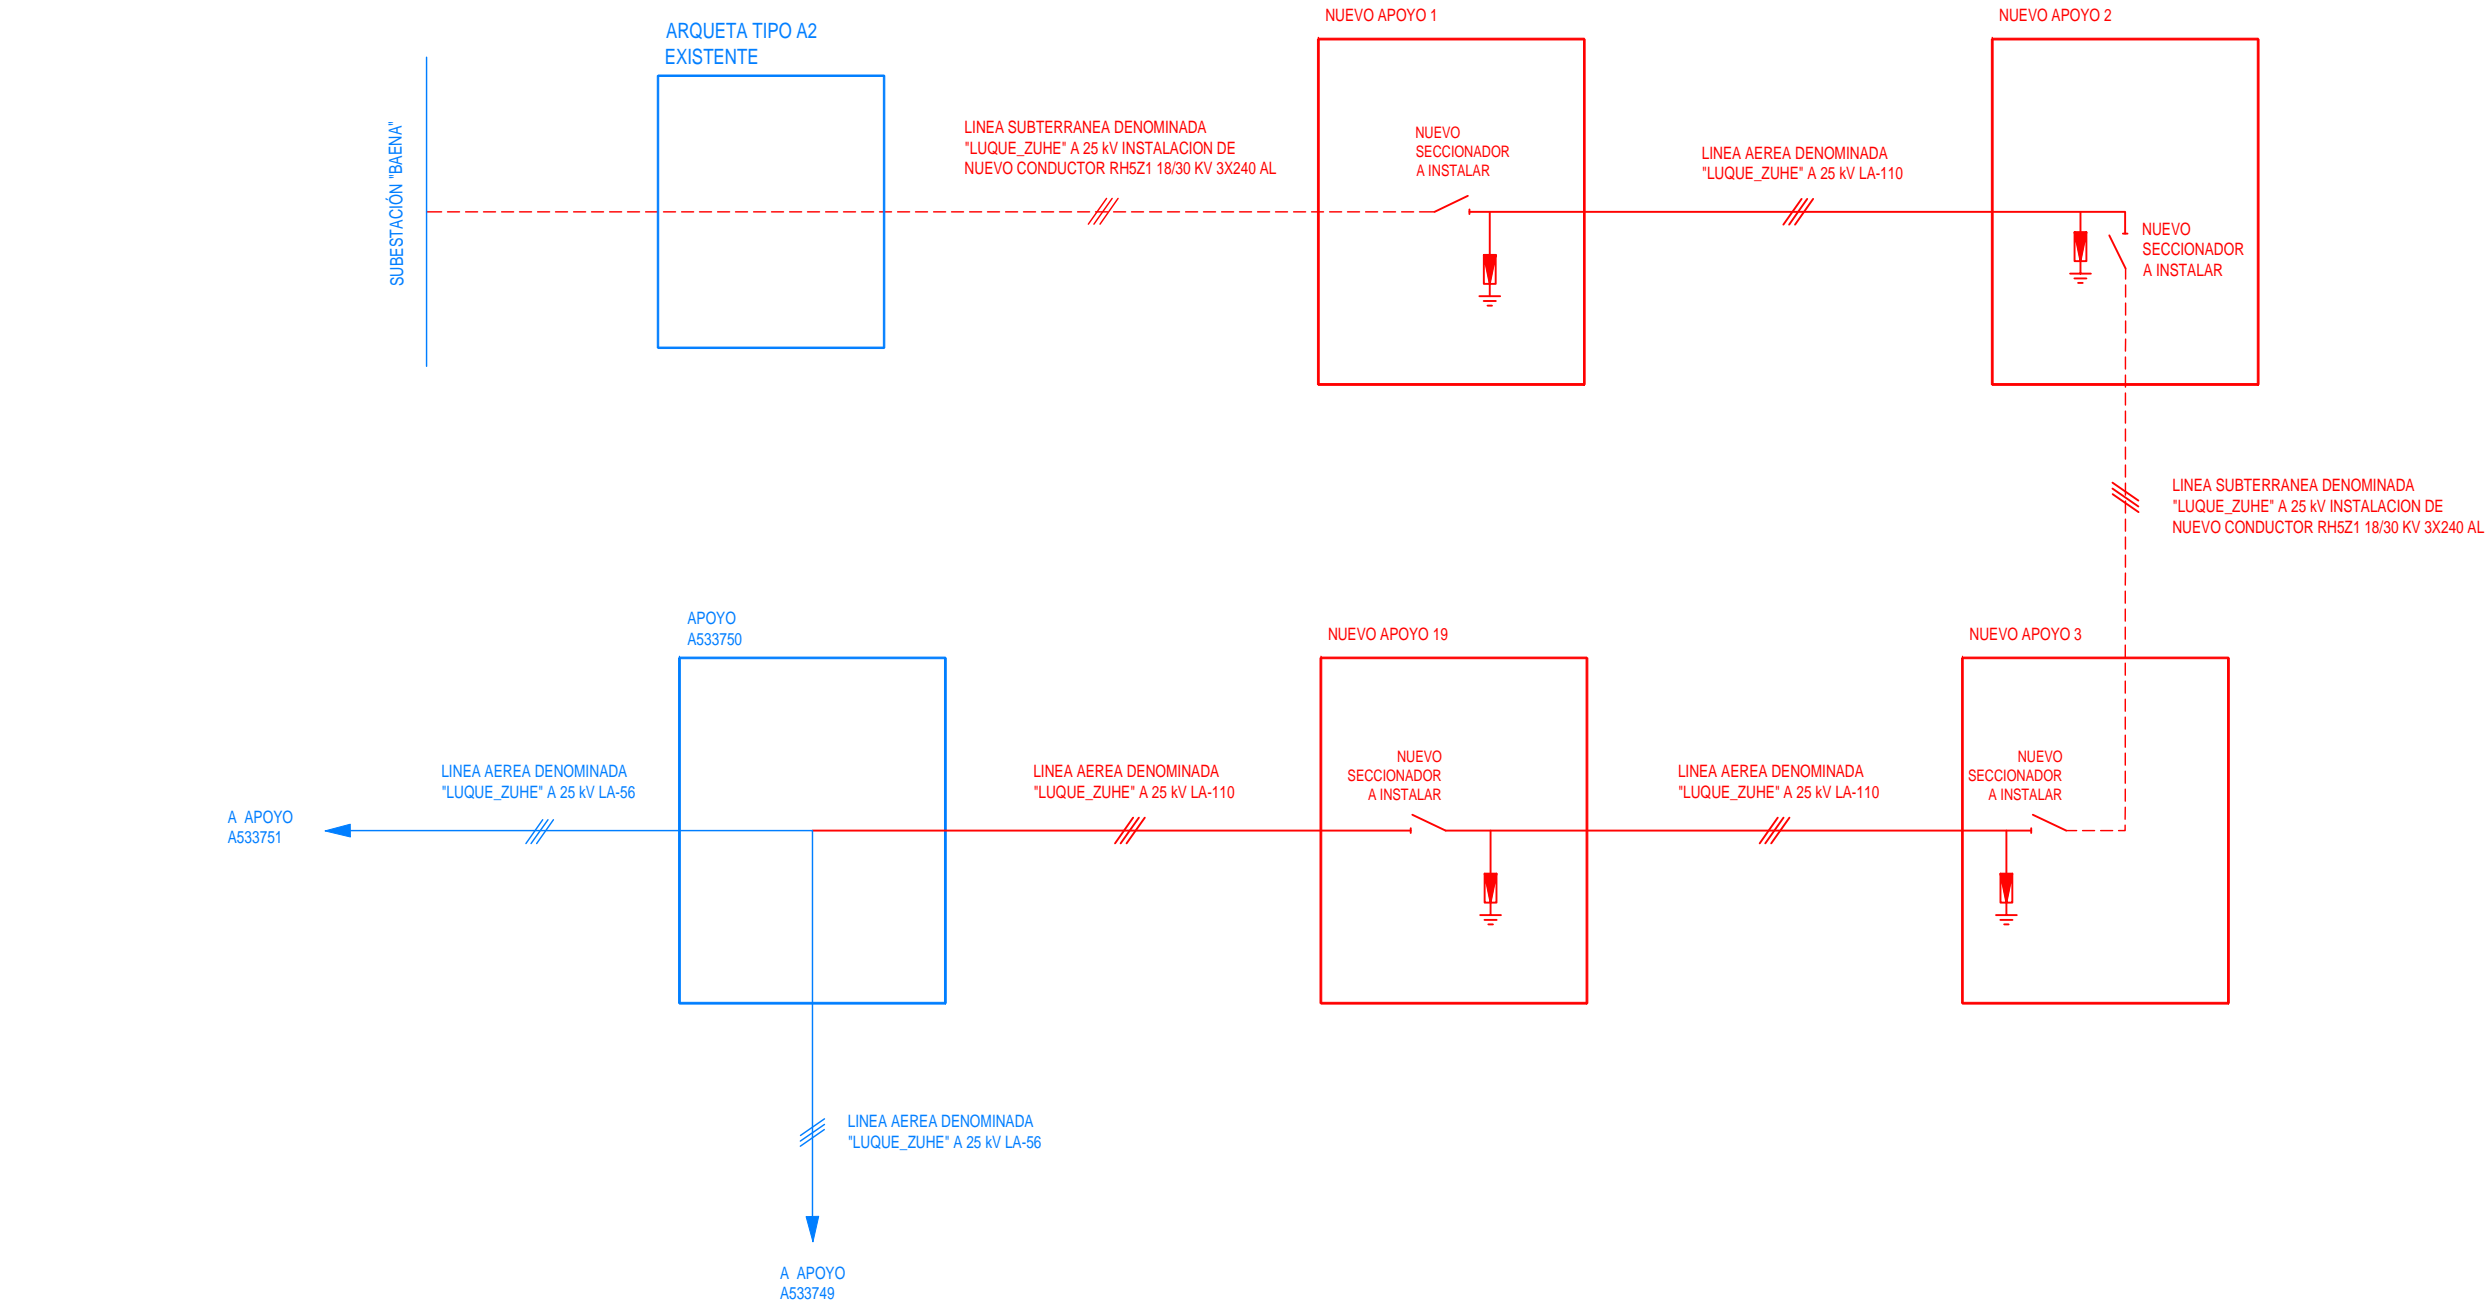 ARQUETA TIPO A2
EXISTENTE
NUEVO APOYO 1
NUEVO APOYO 2
SUBESTACIÓN "BAENA"
LINEA SUBTERRANEA DENOMINADA
"LUQUE_ZUHE" A 25 kV INSTALACION DE
NUEVO CONDUCTOR RH5Z1 18/30 KV 3X240 AL
NUEVO
SECCIONADOR
A INSTALAR
LINEA AEREA DENOMINADA
"LUQUE_ZUHE" A 25 kV LA-110
NUEVO
SECCIONADOR
A INSTALAR
LINEA SUBTERRANEA DENOMINADA
"LUQUE_ZUHE" A 25 kV INSTALACION DE
NUEVO CONDUCTOR RH5Z1 18/30 KV 3X240 AL
APOYO
A533750
NUEVO APOYO 19
NUEVO APOYO 3
A APOYO
A533751
LINEA AEREA DENOMINADA
"LUQUE_ZUHE" A 25 kV LA-56
LINEA AEREA DENOMINADA
"LUQUE_ZUHE" A 25 kV LA-110
NUEVO
SECCIONADOR
A INSTALAR
LINEA AEREA DENOMINADA
"LUQUE_ZUHE" A 25 kV LA-110
NUEVO
SECCIONADOR
A INSTALAR
LINEA AEREA DENOMINADA
"LUQUE_ZUHE" A 25 kV LA-56
A APOYO
A533749